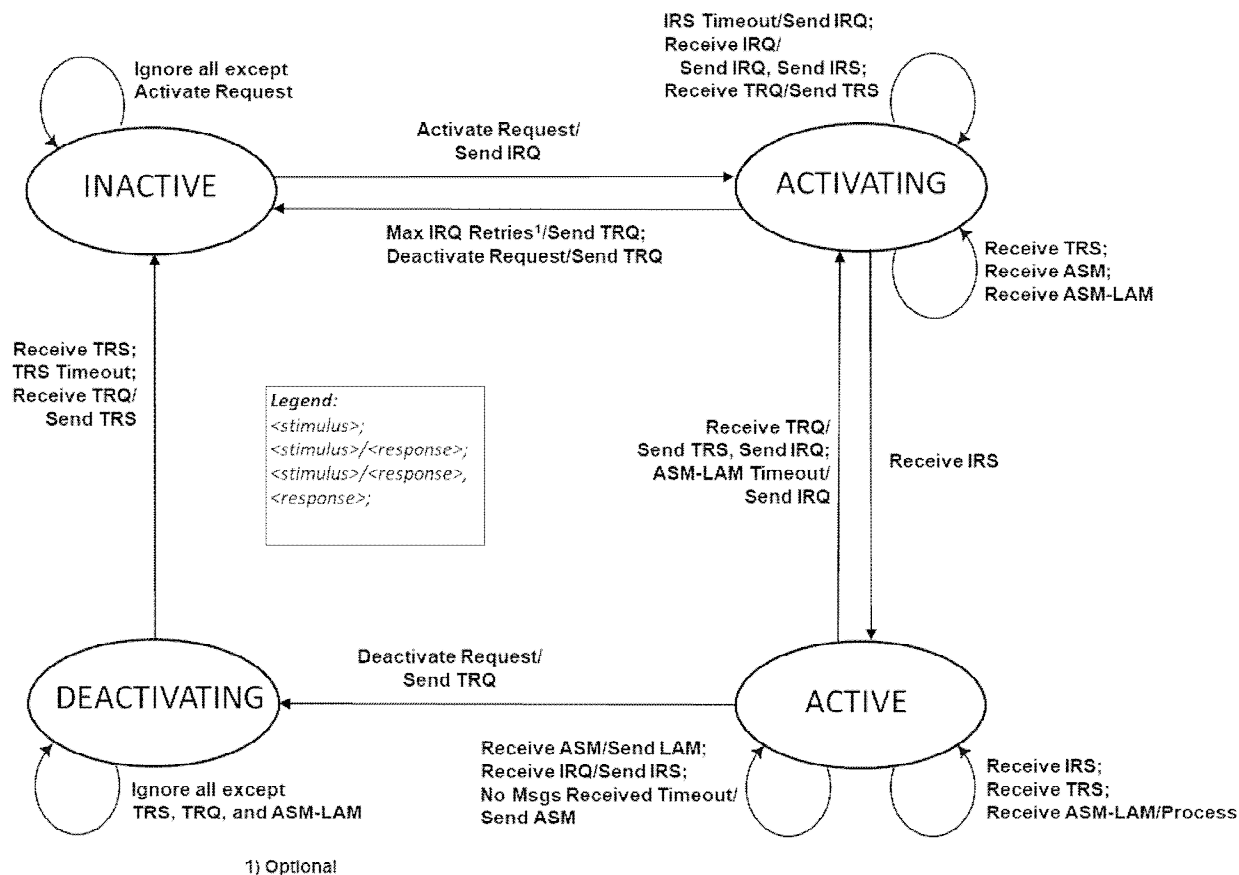 IRS Timeout/Send IRQ;
Receive IRQ/
Send IRQ, Send IRS;
Receive TRQ/Send TRS
Ignore all except
Activate Request
Activate Request/
Send IRQ
INACTIVE
ACTIVATING
Max IRQ Retries¹/Send TRQ;
Deactivate Request/Send TRQ
Receive TRS;
Receive ASM;
Receive ASM-LAM
Receive TRS;
TRS Timeout;
Receive TRQ/
Send TRS
Legend:
<stimulus>;
<stimulus>/<response>;
<stimulus>/<response>,
<response>;
Receive TRQ/
Send TRS, Send IRQ;
ASM-LAM Timeout/
Send IRQ
Receive IRS
Deactivate Request/
Send TRQ
DEACTIVATING
ACTIVE
Ignore all except
TRS, TRQ, and ASM-LAM
Receive ASM/Send LAM;
Receive IRQ/Send IRS;
No Msgs Received Timeout/
Send ASM
Receive IRS;
Receive TRS;
Receive ASM-LAM/Process
1) Optional